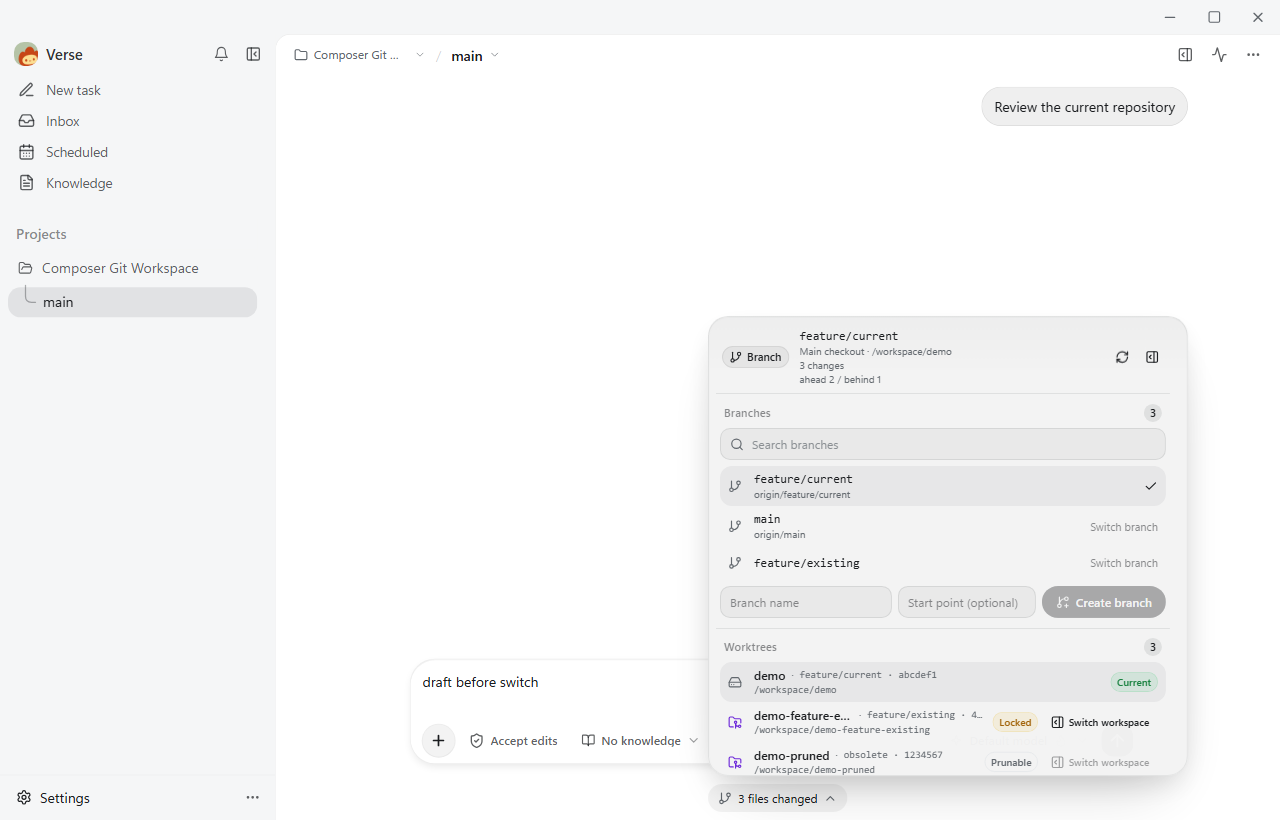 Verse
New task
Inbox
Scheduled
Knowledge
Projects
Composer Git Workspace
main
Settings
Composer Git ...
/
main
Review the current repository
Branch
feature/current
Main checkout · /workspace/demo
3 changes
ahead 2 / behind 1
Branches 3
Search branches
feature/current
origin/feature/current
main
origin/main
Switch branch
feature/existing
Switch branch
Branch name
Start point (optional)
Create branch
Worktrees 3
demo · feature/current · abcdef1
/workspace/demo
Current
demo-feature-e... · feature/existing · 4...
/workspace/demo-feature-existing
Locked
Switch workspace
demo-pruned · obsolete · 1234567
/workspace/demo-pruned
Prunable
Switch workspace
draft before switch
Accept edits
No knowledge
3 files changed